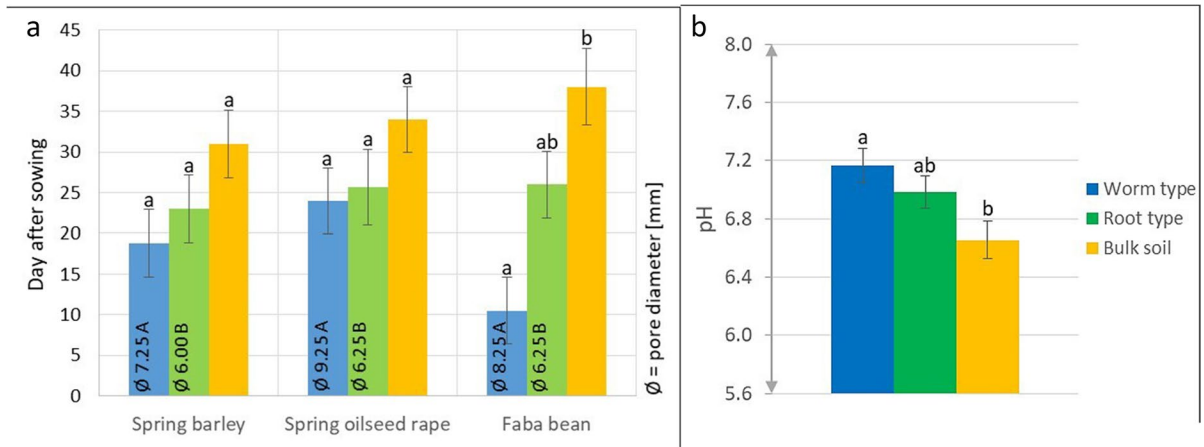 a
Day after sowing
45
40
35
30
25
20
15
10
5
0
a
a
a
a
a
a
a
ab
b
Ø 7.25 A
Ø 6.00 B
Ø 9.25 A
Ø 6.25 B
Ø 8.25 A
Ø 6.25 B
Spring barley
Spring oilseed rape
Faba bean
Ø = pore diameter [mm]
b
pH
8.0
7.6
7.2
6.8
6.4
6.0
5.6
a
ab
b
Worm type
Root type
Bulk soil